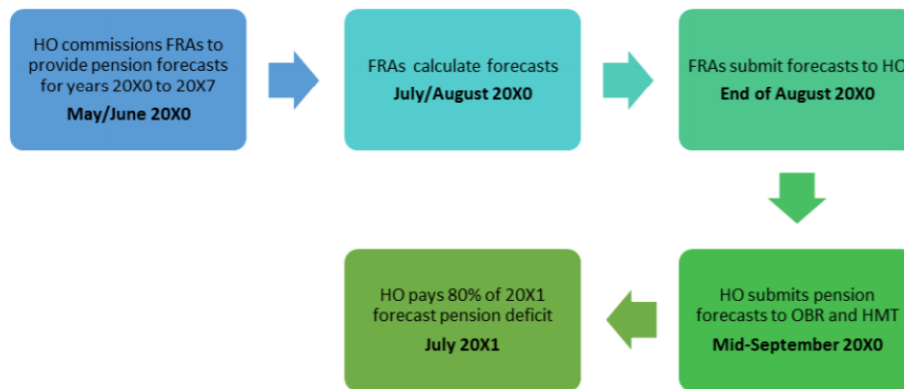 HO commissions FRAs to
provide pension forecasts
for years 20X0 to 20X7
May/June 20X0
FRAs calculate forecasts
July/August 20X0
FRAs submit forecasts to HO
End of August 20X0
HO submits pension
forecasts to OBR and HMT
Mid-September 20X0
HO pays 80% of 20X1
forecast pension deficit
July 20X1